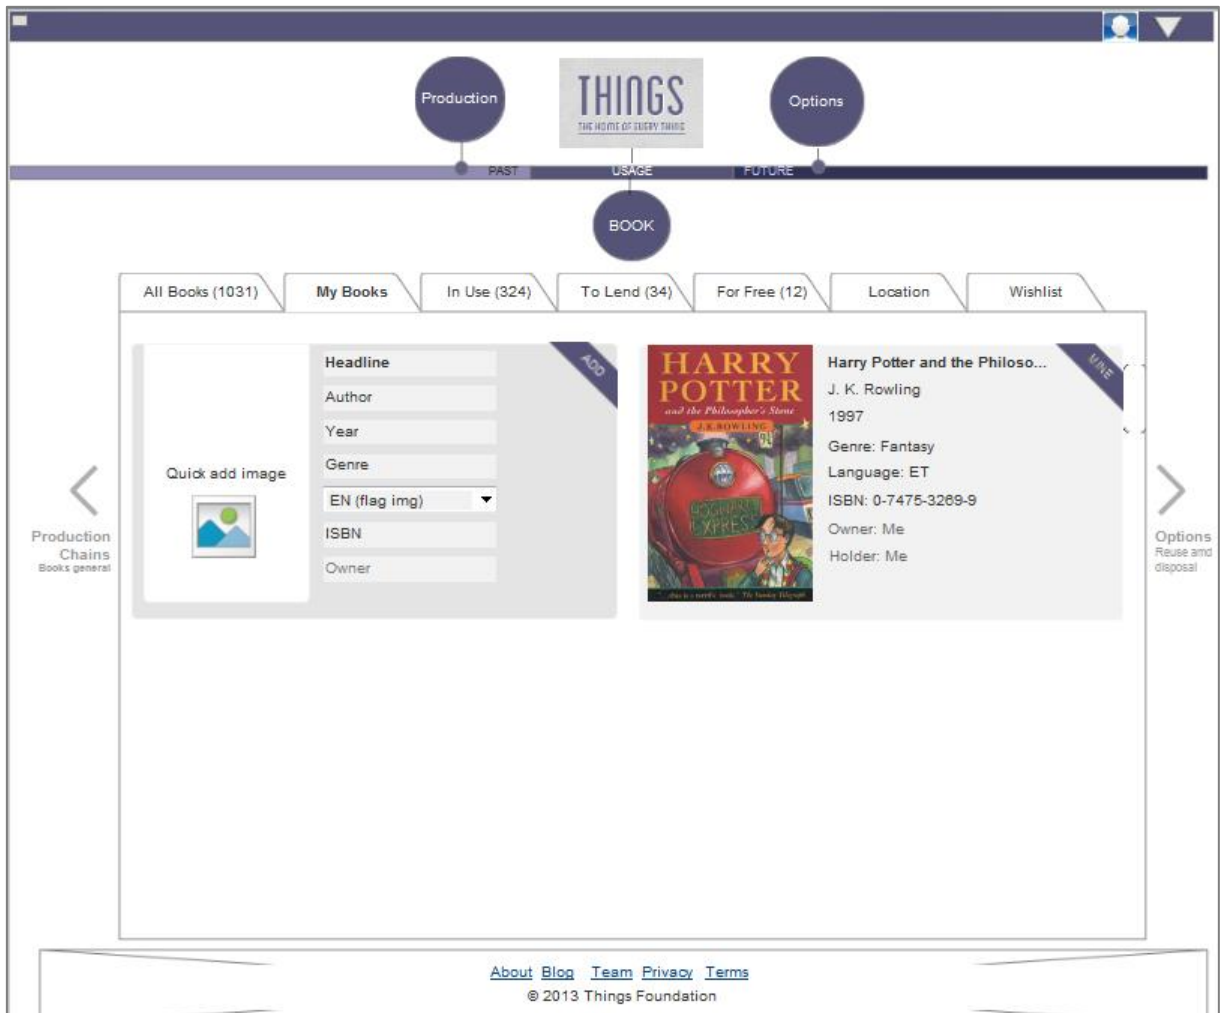 Production
THINGS
THE HOME OF EVERY THING
Options
PAST
USAGE
FUTURE
BOOK
All Books (1031)
My Books
In Use (324)
To Lend (34)
For Free (12)
Location
Wishlist
Quick add image
Headline
Author
Year
Genre
EN (flag img)
ISBN
Owner
ADD
HARRY
POTTER
and the Philosopher's Stone
J.K.ROWLING
HOGWARTS
EXPRESS
Harry Potter and the Philoso...
J. K. Rowling
1997
Genre: Fantasy
Language: ET
ISBN: 0-7475-3269-9
Owner: Me
Holder: Me
MINE
Production
Chains
Books general
Options
Reuse amd
disposal
About Blog Team Privacy Terms
© 2013 Things Foundation